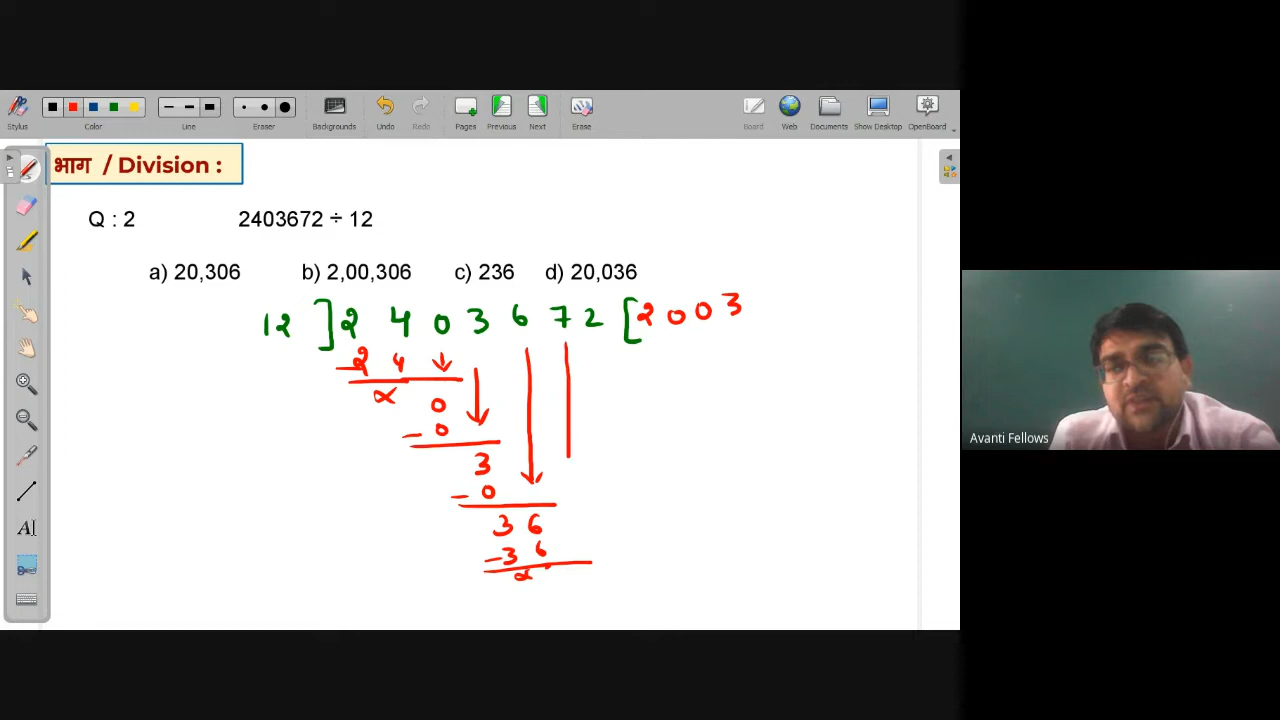 Stylus Color Line Eraser Backgrounds Undo Redo Pages Previous Next Erase Board Web Documents Show Desktop OpenBoard
भाग / Division :
Q : 2 2403672 ÷ 12
a) 20,306 b) 2,00,306 c) 236 d) 20,036
12 ] 2 4 0 3 6 7 2 [ 2 0 0 3
- 2 4
x 0
- 0
3
- 0
3 6
- 3 6
x
Avanti Fellows